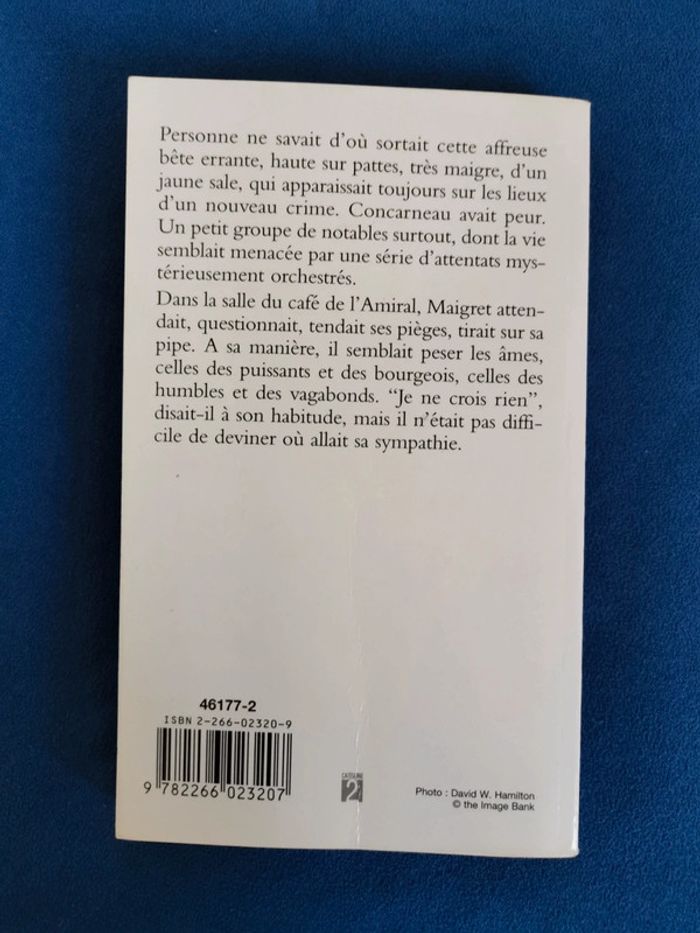 Personne ne savait d'où sortait cette affreuse
bête errante, haute sur pattes, très maigre, d'un
jaune sale, qui apparaissait toujours sur les lieux
d'un nouveau crime. Concarneau avait peur.
Un petit groupe de notables surtout, dont la vie
semblait menacée par une série d'attentats mys-
térieusement orchestrés.
Dans la salle du café de l'Amiral, Maigret atten-
dait, questionnait, tendait ses pièges, tirait sur sa
pipe. A sa manière, il semblait peser les âmes,
celles des puissants et des bourgeois, celles des
humbles et des vagabonds. “Je ne crois rien”,
disait-il à son habitude, mais il n'était pas diffi-
cile de deviner où allait sa sympathie.
46177-2
ISBN 2-266-02320-9
9 782266 023207
2
Photo : David W. Hamilton
© the Image Bank